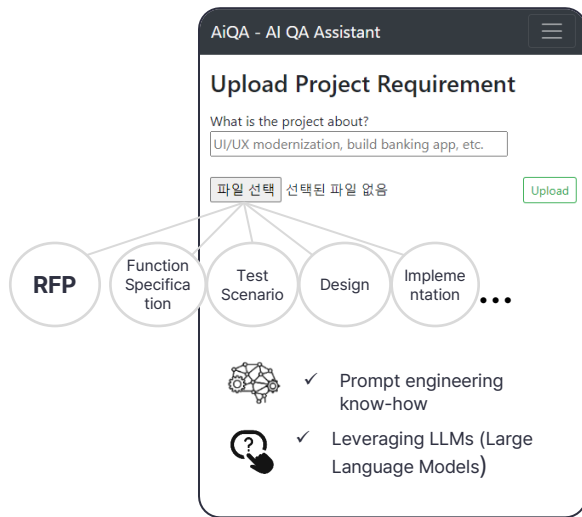 AiQA - AI QA Assistant
Upload Project Requirement
What is the project about?
UI/UX modernization, build banking app, etc.
파일 선택 선택된 파일 없음 Upload
RFP
Function
Specifica
tion
Test
Scenario
Design
Impleme
ntation
...
?
✓ Prompt engineering
know-how
✓ Leveraging LLMs (Large
Language Models)